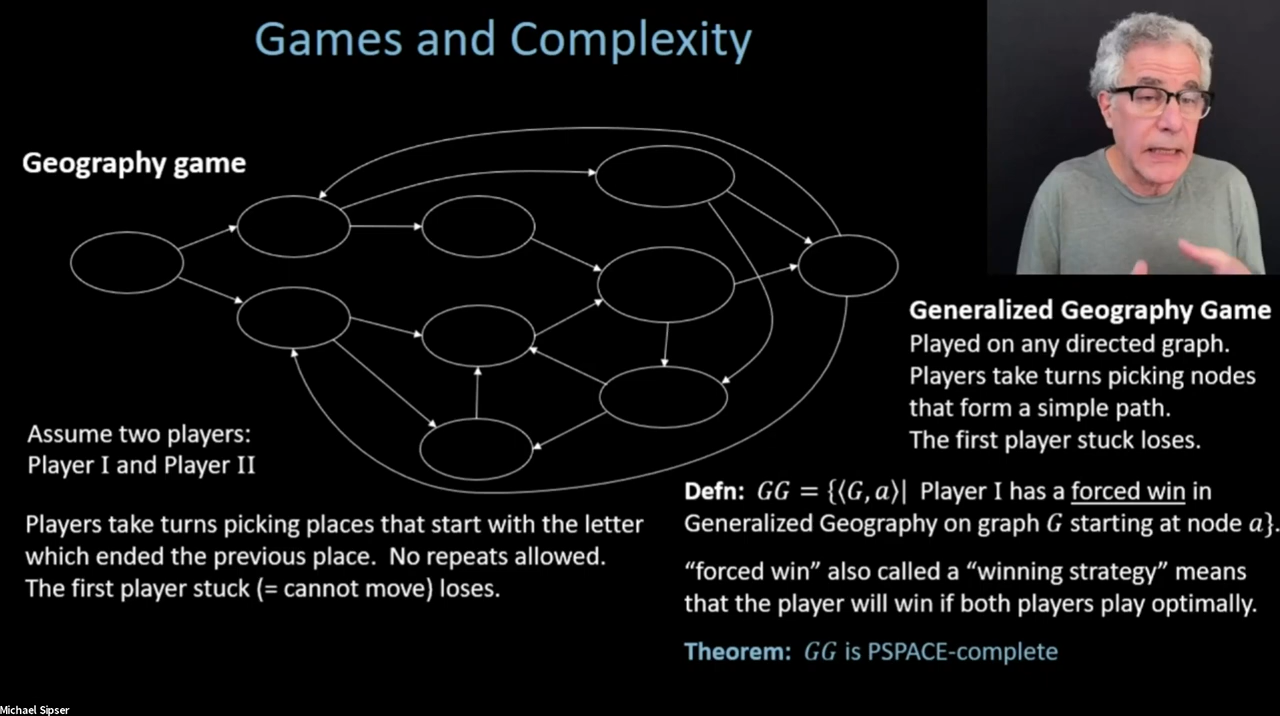 Games and Complexity
Geography game
Assume two players:
Player I and Player II
Players take turns picking places that start with the letter
which ended the previous place. No repeats allowed.
The first player stuck (= cannot move) loses.
Generalized Geography Game
Played on any directed graph.
Players take turns picking nodes
that form a simple path.
The first player stuck loses.
Defn: 𝐺𝐺 = {⟨𝐺, 𝑎⟩| Player I has a forced win in
Generalized Geography on graph 𝐺 starting at node 𝑎}.
“forced win” also called a “winning strategy” means
that the player will win if both players play optimally.
Theorem: 𝐺𝐺 is PSPACE-complete
Michael Sipser